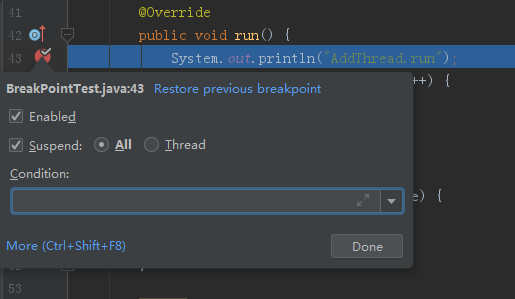 41 @Override
42 public void run() {
43 System.out.println("AddThread.run");
++) {
BreakPointTest.java:43 Restore previous breakpoint
Enabled
Suspend: All Thread
Condition:
e) {
More (Ctrl+Shift+F8) Done
}
53